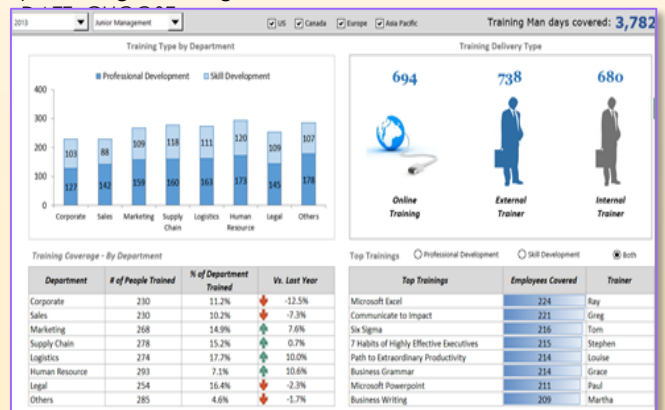 DATE CHOOSE
2013 Junior Management US Canada Europe Asia Pacific Training Man days covered: 3,782
Training Type by Department
Professional Development Skill Development
400
300
200
100
0
103 88 109 118 111 120 109 107
127 142 159 160 163 173 145 178
Corporate Sales Marketing Supply Chain Logistics Human Resource Legal Others
Training Delivery Type
694 738 680
Online Training
External Trainer
Internal Trainer
Training Coverage - By Department
Department # of People Trained % of Department Trained Vs. Last Year
Corporate 230 11.2% -12.5%
Sales 230 10.2% -7.3%
Marketing 268 14.9% 7.6%
Supply Chain 278 15.2% 0.7%
Logistics 274 17.7% 10.0%
Human Resource 293 7.1% 10.6%
Legal 254 16.4% -2.3%
Others 285 4.6% -1.7%
Top Trainings Professional Development Skill Development Both
Top Trainings Employees Covered Trainer
Microsoft Excel 224 Ray
Communicate to Impact 221 Greg
Six Sigma 216 Tom
7 Habits of Highly Effective Executives 215 Stephen
Path to Extraordinary Productivity 214 Louise
Business Grammar 214 Grace
Microsoft Powerpoint 211 Paul
Business Writing 209 Martha